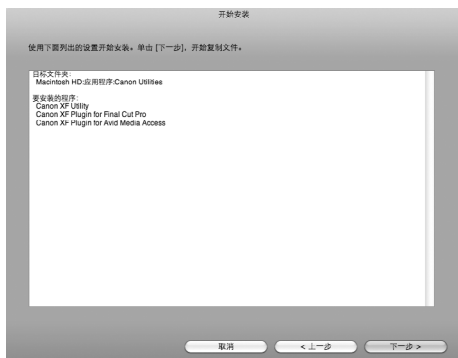 开始安装
使用下面列出的设置开始安装。单击 [下一步]，开始复制文件。
目标文件夹:
Macintosh HD:应用程序:Canon Utilities
要安装的程序:
Canon XF Utility
Canon XF Plugin for Final Cut Pro
Canon XF Plugin for Avid Media Access
取消
< 上一步
下一步 >